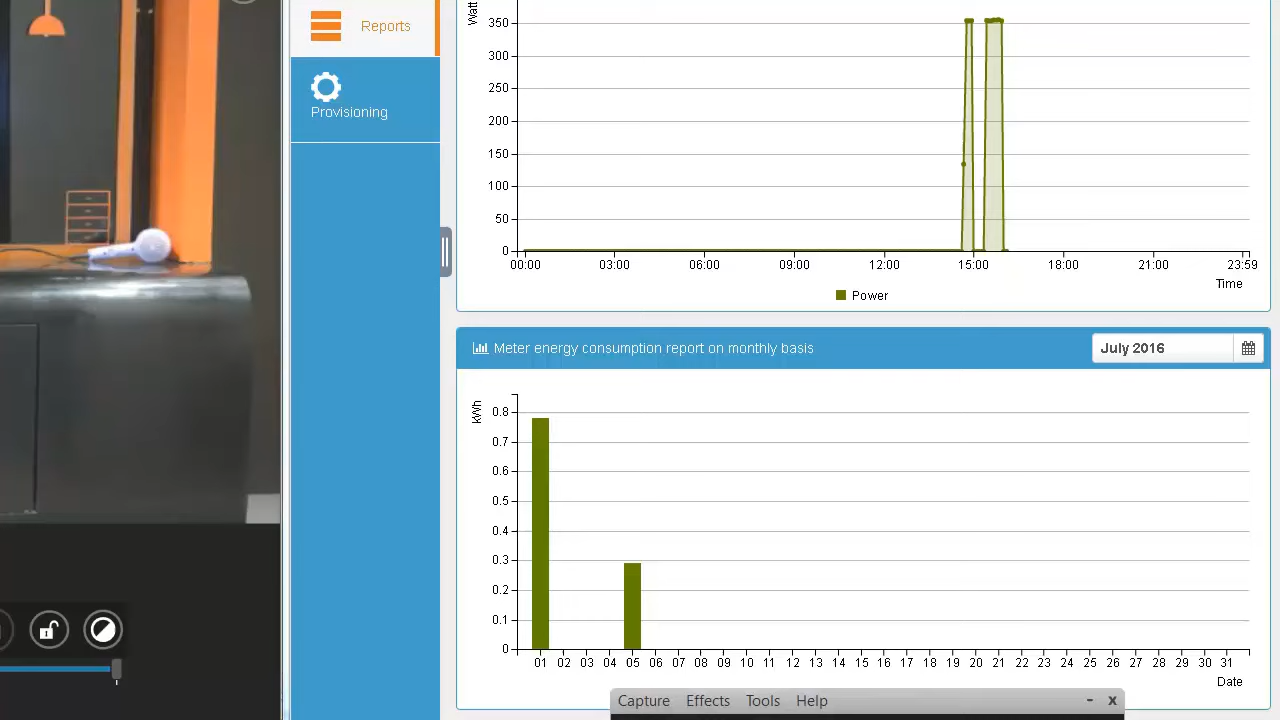 Reports
Provisioning
Watt
350
300
250
200
150
100
50
0
00:00 03:00 06:00 09:00 12:00 15:00 18:00 21:00 23:59
Time
Power
Meter energy consumption report on monthly basis
July 2016
kWh
0.8
0.7
0.6
0.5
0.4
0.3
0.2
0.1
0
01 02 03 04 05 06 07 08 09 10 11 12 13 14 15 16 17 18 19 20 21 22 23 24 25 26 27 28 29 30 31
Date
Capture Effects Tools Help
- x